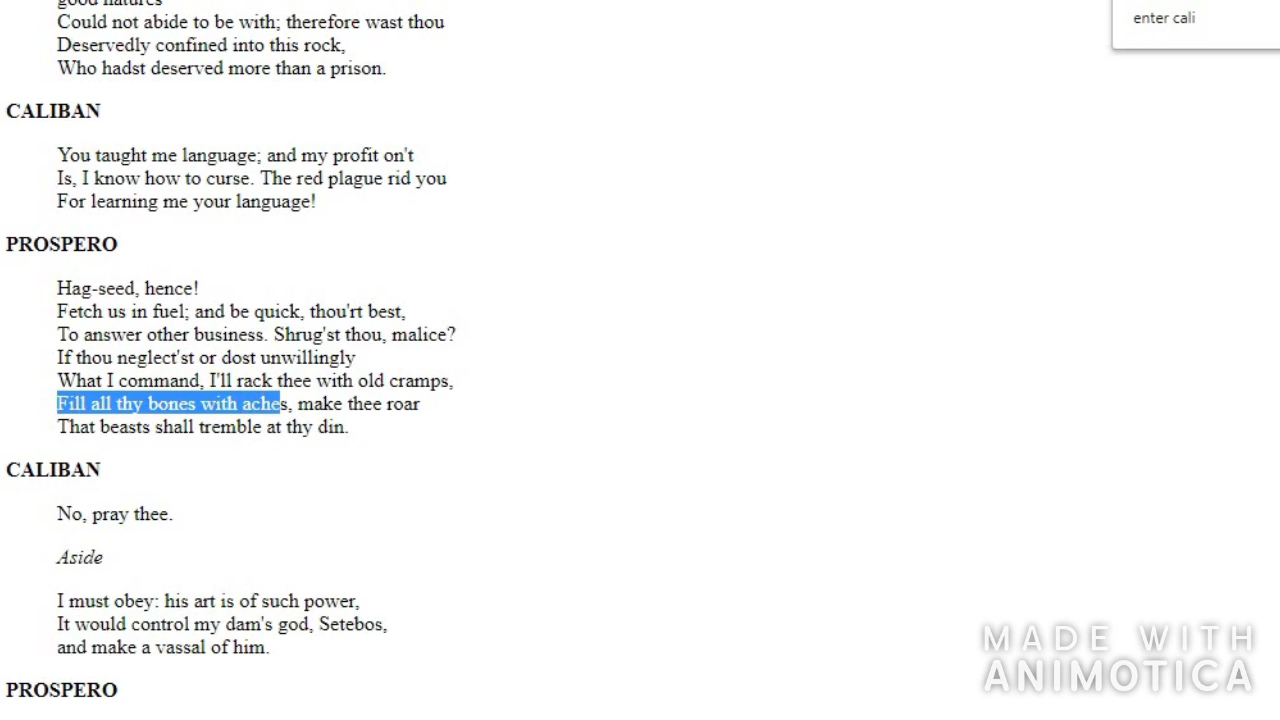 good natures
Could not abide to be with; therefore wast thou
Deservedly confined into this rock,
Who hadst deserved more than a prison.
enter cali
CALIBAN
You taught me language; and my profit on't
Is, I know how to curse. The red plague rid you
For learning me your language!
PROSPERO
Hag-seed, hence!
Fetch us in fuel; and be quick, thou'rt best,
To answer other business. Shrug'st thou, malice?
If thou neglect'st or dost unwillingly
What I command, I'll rack thee with old cramps,
Fill all thy bones with aches, make thee roar
That beasts shall tremble at thy din.
CALIBAN
No, pray thee.
Aside
I must obey: his art is of such power,
It would control my dam's god, Setebos,
and make a vassal of him.
PROSPERO
MADE WITH
ANIMOTICA